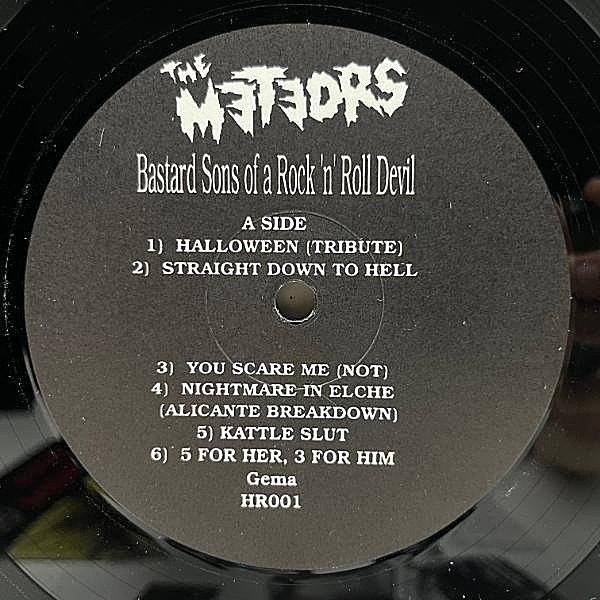 THE
METEORS
Bastard Sons of a Rock 'n' Roll Devil
A SIDE
1) HALLOWEEN (TRIBUTE)
2) STRAIGHT DOWN TO HELL
3) YOU SCARE ME (NOT)
4) NIGHTMARE IN ELCHE
(ALICANTE BREAKDOWN)
5) KATTLE SLUT
6) 5 FOR HER, 3 FOR HIM
Gema
HR001